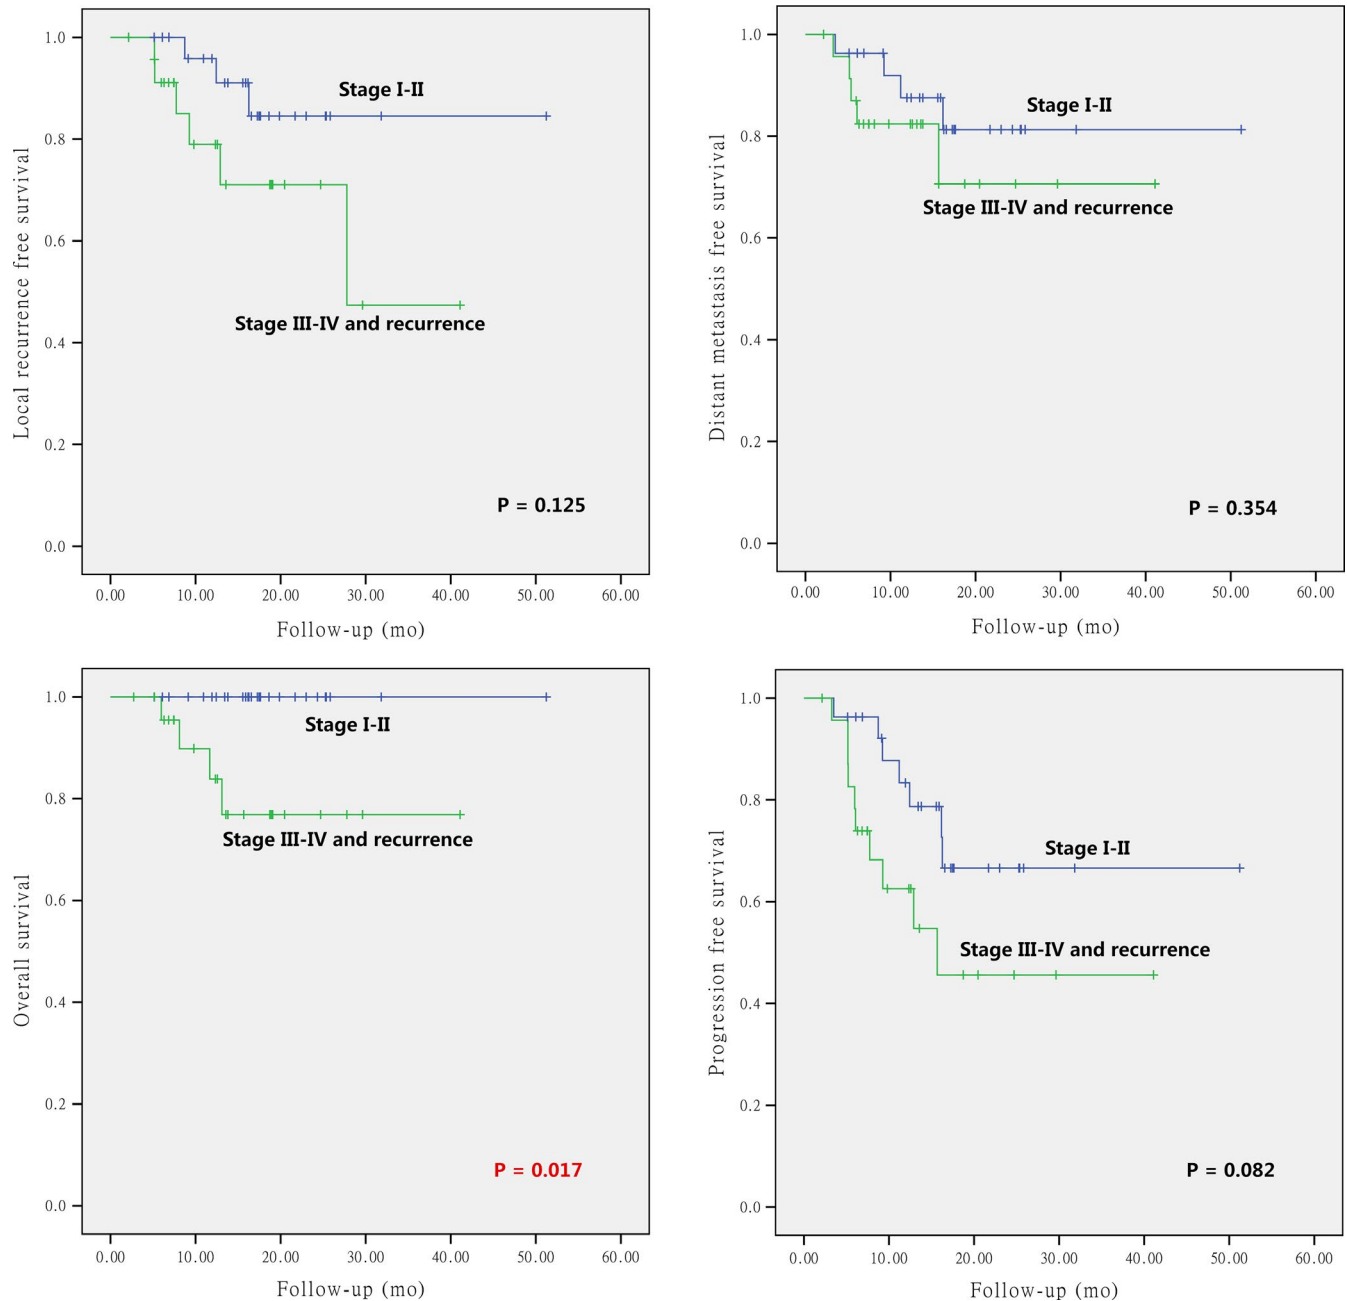 Local recurrence free survival
1.0
0.8
0.6
0.4
0.2
0.0
Stage I-II
Stage III-IV and recurrence
P = 0.125
0.00 10.00 20.00 30.00 40.00 50.00 60.00
Follow-up (mo)
Distant metastasis free survival
1.0
0.8
0.6
0.4
0.2
0.0
Stage I-II
Stage III-IV and recurrence
P = 0.354
0.00 10.00 20.00 30.00 40.00 50.00 60.00
Follow-up (mo)
Overall survival
1.0
0.8
0.6
0.4
0.2
0.0
Stage I-II
Stage III-IV and recurrence
P = 0.017
0.00 10.00 20.00 30.00 40.00 50.00 60.00
Follow-up (mo)
Progression free survival
1.0
0.8
0.6
0.4
0.2
0.0
Stage I-II
Stage III-IV and recurrence
P = 0.082
0.00 10.00 20.00 30.00 40.00 50.00 60.00
Follow-up (mo)